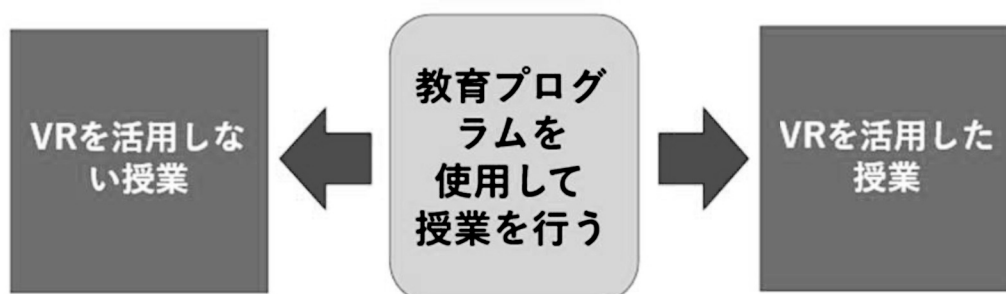 VRを活用しな
い授業
教育プログ
ラムを
使用して
授業を行う
VRを活用した
授業